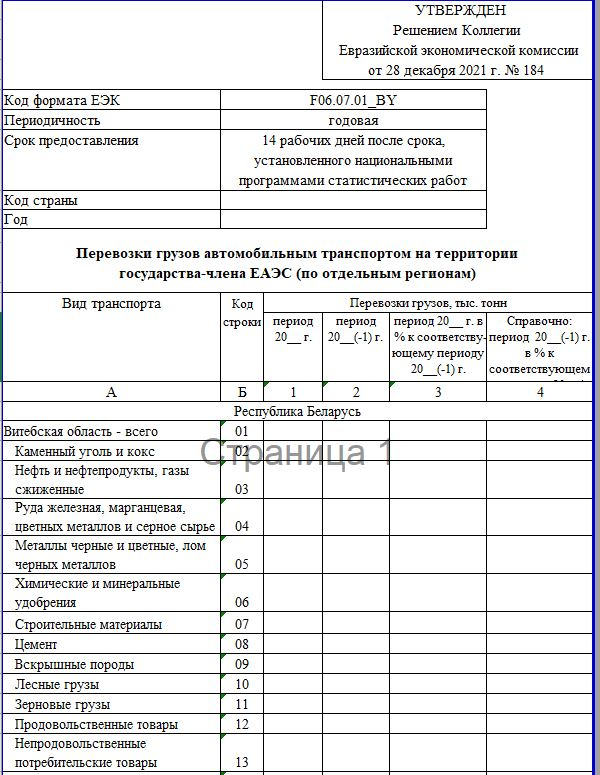 УТВЕРЖДЕН
Решением Коллегии
Евразийской экономической комиссии
от 28 декабря 2021 г. № 184
Код формата ЕЭК F06.07.01_BY
Периодичность годовая
Срок предоставления 14 рабочих дней после срока,
установленного национальными
программами статистических работ
Код страны
Год
Перевозки грузов автомобильным транспортом на территории
государства-члена ЕАЭС (по отдельным регионам)
Вид транспорта Код строки Перевозки грузов, тыс. тонн
период 20__ г. период 20__(-1) г. период 20__ г. в % к соответству-ющему периоду 20__(-1) г. Справочно: период 20__(-1) г. в % к соответствующем
А Б 1 2 3 4
Республика Беларусь
Витебская область - всего 01
Каменный уголь и кокс 02
Страница 1
Нефть и нефтепродукты, газы
сжиженные 03
Руда железная, марганцевая,
цветных металлов и серное сырье 04
Металлы черные и цветные, лом
черных металлов 05
Химические и минеральные
удобрения 06
Строительные материалы 07
Цемент 08
Вскрышные породы 09
Лесные грузы 10
Зерновые грузы 11
Продовольственные товары 12
Непродовольственные
потребительские товары 13